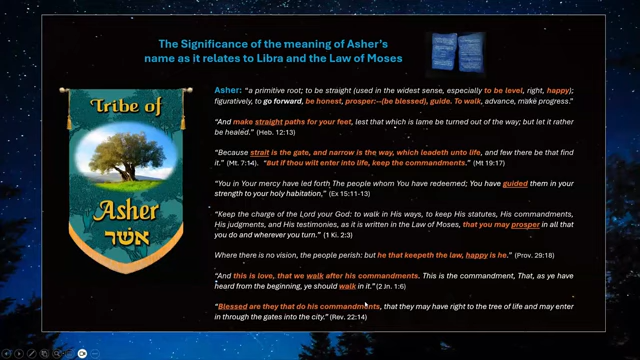 The Significance of the meaning of Asher's
name as it relates to Libra and the Law of Moses
Tribe of
Asher
אשר
Asher: "a primitive root; to be straight (used in the widest sense, especially to be level, right, happy);
figuratively, to go forward, be honest, prosper:--(be blessed), guide. To walk, advance, make progress."
"And make straight paths for your feet, lest that which is lame be turned out of the way; but let it rather
be healed." (Heb. 12:13)
"Because strait is the gate, and narrow is the way, which leadeth unto life, and few there be that find
it." (Mt. 7:14). "But if thou wilt enter into life, keep the commandments." (Mt 19:17)
"You in Your mercy have led forth The people whom You have redeemed; You have guided them in your
strength to your holy habitation," (Ex 15:11-13)
"Keep the charge of the Lord your God: to walk in His ways, to keep His statutes, His commandments,
His judgments, and His testimonies, as it is written in the Law of Moses, that you may prosper in all that
you do and wherever you turn." (1 Ki. 2:3)
Where there is no vision, the people perish: but he that keepeth the law, happy is he." (Prov. 29:18)
"And this is love, that we walk after his commandments. This is the commandment, That, as ye have
heard from the beginning, ye should walk in it." (2 Jn. 1:6)
"Blessed are they that do his commandments, that they may have right to the tree of life and may enter
in through the gates into the city." (Rev. 22:14)